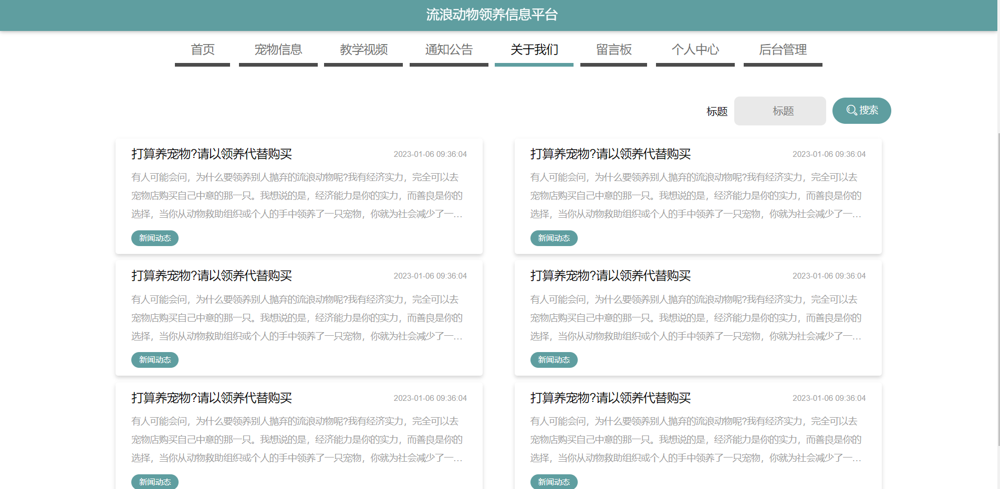 流浪动物领养信息平台
首页 宠物信息 教学视频 通知公告 关于我们 留言板 个人中心 后台管理
标题 标题 搜索
打算养宠物?请以领养代替购买 2023-01-06 09:36:04
有人可能会问，为什么要领养别人抛弃的流浪动物呢?我有经济实力，完全可以去
宠物店购买自己中意的那一只。我想说的是，经济能力是你的实力，而善良是你的
选择，当你从动物救助组织或个人的手中领养了一只宠物，你就为社会减少了一…
新闻动态
打算养宠物?请以领养代替购买 2023-01-06 09:36:04
有人可能会问，为什么要领养别人抛弃的流浪动物呢?我有经济实力，完全可以去
宠物店购买自己中意的那一只。我想说的是，经济能力是你的实力，而善良是你的
选择，当你从动物救助组织或个人的手中领养了一只宠物，你就为社会减少了一…
新闻动态
打算养宠物?请以领养代替购买 2023-01-06 09:36:04
有人可能会问，为什么要领养别人抛弃的流浪动物呢?我有经济实力，完全可以去
宠物店购买自己中意的那一只。我想说的是，经济能力是你的实力，而善良是你的
选择，当你从动物救助组织或个人的手中领养了一只宠物，你就为社会减少了一…
新闻动态
打算养宠物?请以领养代替购买 2023-01-06 09:36:04
有人可能会问，为什么要领养别人抛弃的流浪动物呢?我有经济实力，完全可以去
宠物店购买自己中意的那一只。我想说的是，经济能力是你的实力，而善良是你的
选择，当你从动物救助组织或个人的手中领养了一只宠物，你就为社会减少了一…
新闻动态
打算养宠物?请以领养代替购买 2023-01-06 09:36:04
有人可能会问，为什么要领养别人抛弃的流浪动物呢?我有经济实力，完全可以去
宠物店购买自己中意的那一只。我想说的是，经济能力是你的实力，而善良是你的
选择，当你从动物救助组织或个人的手中领养了一只宠物，你就为社会减少了一…
新闻动态
打算养宠物?请以领养代替购买 2023-01-06 09:36:04
有人可能会问，为什么要领养别人抛弃的流浪动物呢?我有经济实力，完全可以去
宠物店购买自己中意的那一只。我想说的是，经济能力是你的实力，而善良是你的
选择，当你从动物救助组织或个人的手中领养了一只宠物，你就为社会减少了一…
新闻动态